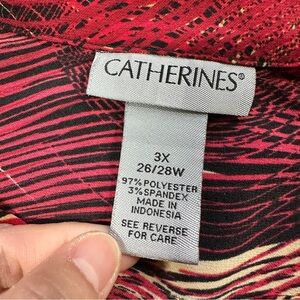 CATHERINES®
3X
26/28W
97% POLYESTER
3% SPANDEX
MADE IN
INDONESIA
SEE REVERSE
FOR CARE